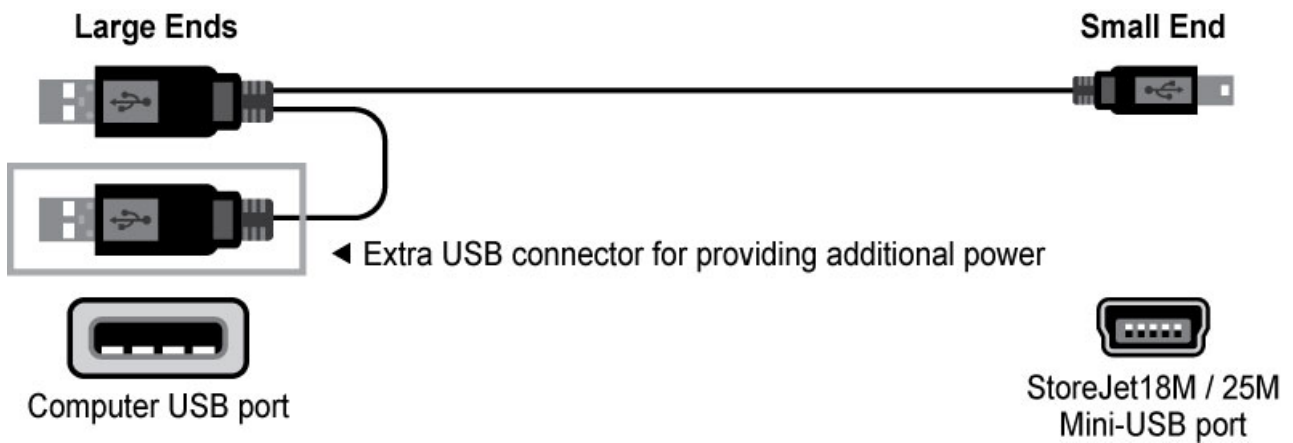 Large Ends
Small End
◄ Extra USB connector for providing additional power
Computer USB port
StoreJet18M / 25M
Mini-USB port